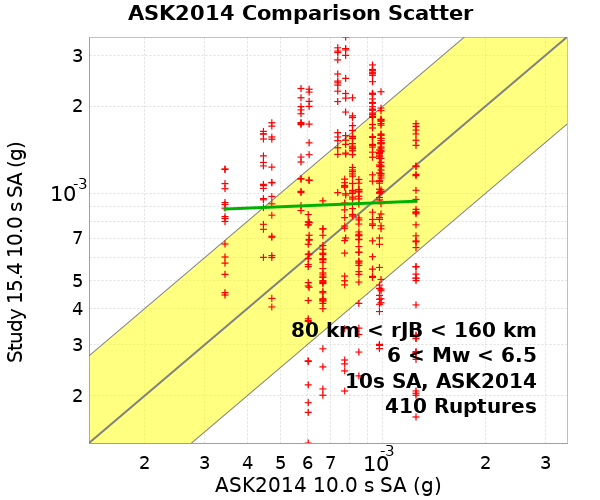 ASK2014 Comparison Scatter
3
2
10-3
7
5
4
3
2
Study 15.4 10.0 s SA (g)
80 km < rJB < 160 km
6 < Mw < 6.5
10s SA, ASK2014
410 Ruptures
2 3 4 5 6 7 10-3 2 3
ASK2014 10.0 s SA (g)